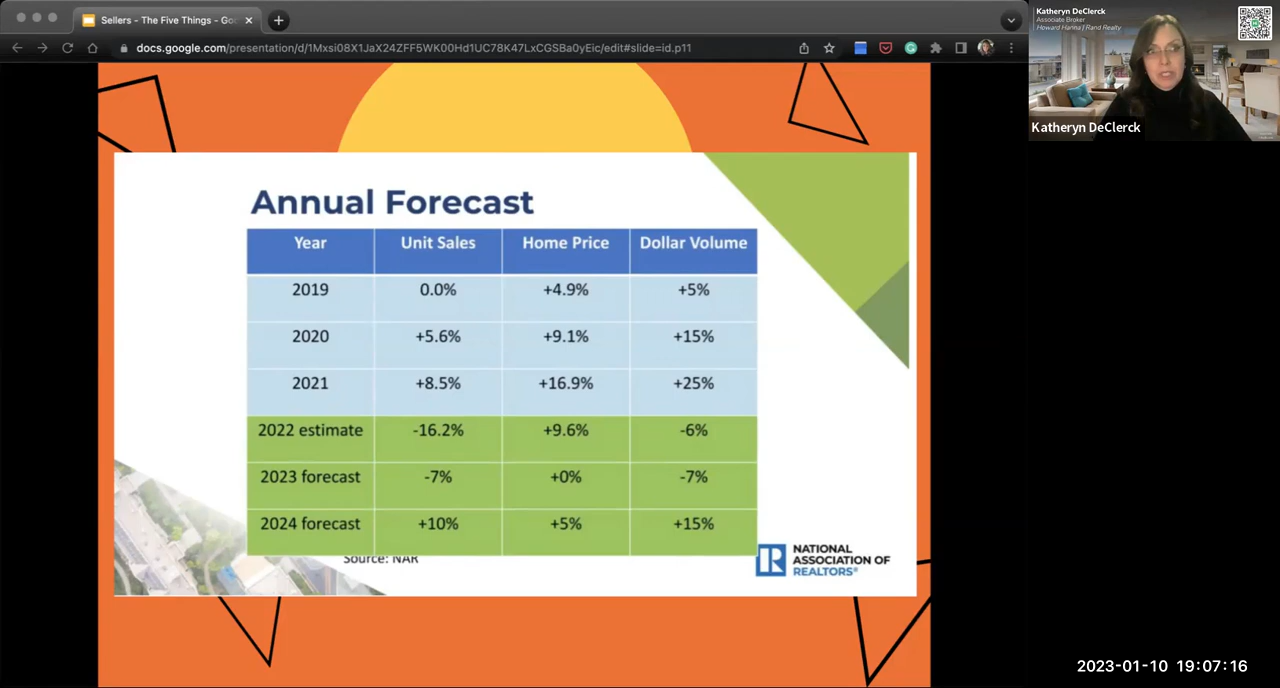 Sellers - The Five Things - Go
docs.google.com/presentation/d/1Mxsi08X1JaX24ZFF5WK00Hd1UC78K47LxCGSBa0yEic/edit#slide=id.p11
Katheryn DeClerck
Associate Broker
Howard Hanna | Rand Realty
Katheryn DeClerck
Annual Forecast
Year Unit Sales Home Price Dollar Volume
2019 0.0% +4.9% +5%
2020 +5.6% +9.1% +15%
2021 +8.5% +16.9% +25%
2022 estimate -16.2% +9.6% -6%
2023 forecast -7% +0% -7%
2024 forecast +10% +5% +15%
Source: NAR
NATIONAL
ASSOCIATION OF
REALTORS®
2023-01-10 19:07:16